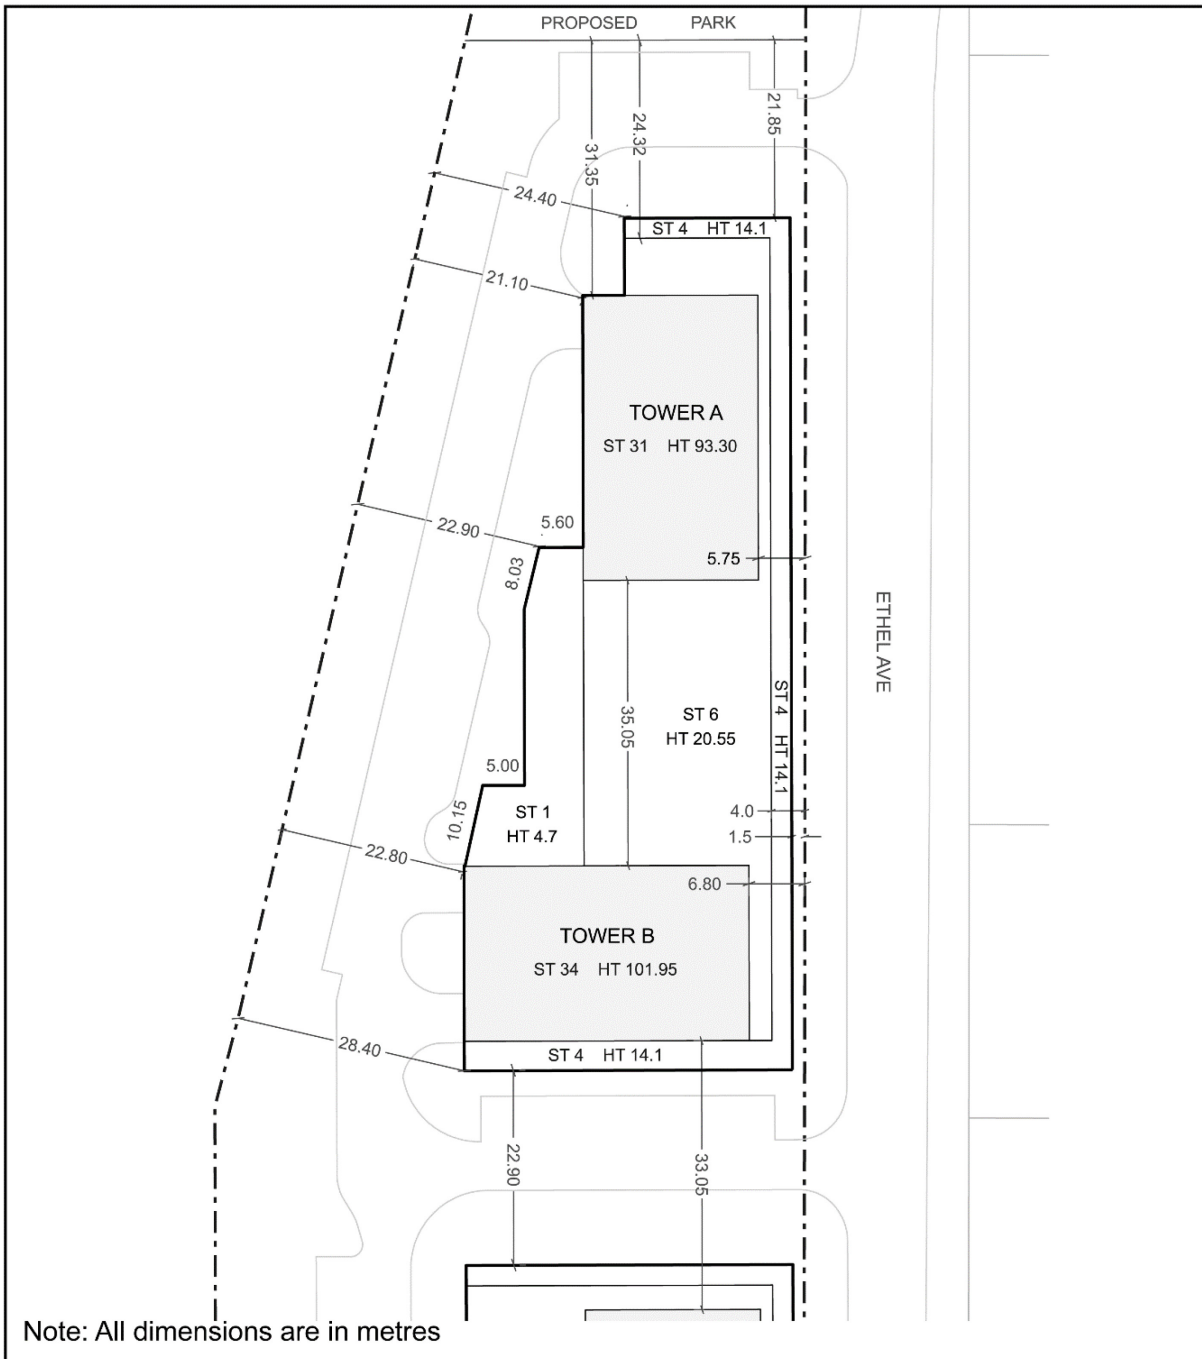 PROPOSED PARK
21.85
24.32
31.35
24.40
ST 4 HT 14.1
21.10
TOWER A
ST 31 HT 93.30
22.90
5.60
5.75
8.03
ETHEL AVE
35.05
ST 6
HT 20.55
ST 4 HT 14.1
5.00
10.15
ST 1
HT 4.7
4.0
1.5
22.80
6.80
TOWER B
ST 34 HT 101.95
28.40
ST 4 HT 14.1
22.90
33.05
Note: All dimensions are in metres